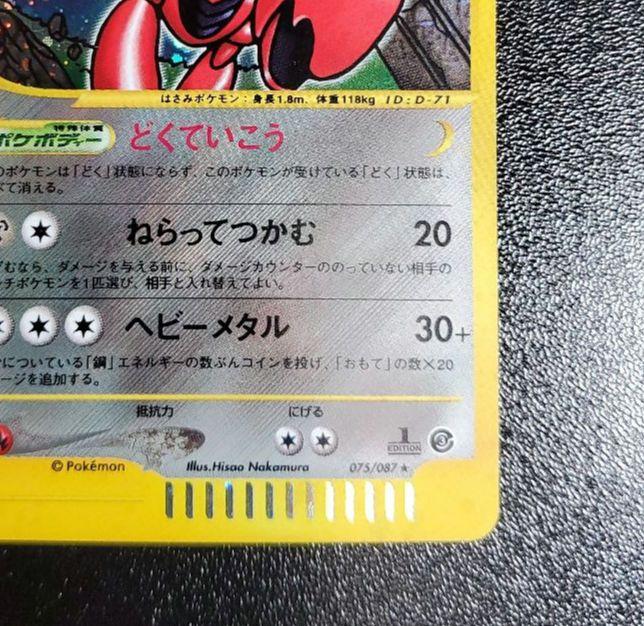 はさみポケモン：身長1.8m、体重118kg ID：D-71
特殊体質
ポケボディー どくていこう
のポケモンは「どく」状態にならず、このポケモンが受けている「どく」状態は、
べて消える。
ねらってつかむ 20
むなら、ダメージを与える前に、ダメージカウンターののっていない相手の
ンチポケモンを1匹選び、相手と入れ替えてよい。
ヘビーメタル 30+
についている「鋼」エネルギーの数ぶんコインを投げ、「おもて」の数×20
ージを追加する。
抵抗力 にげる
1
EDITION
© Pokémon Illus.Hisao Nakamura 075/087 ★